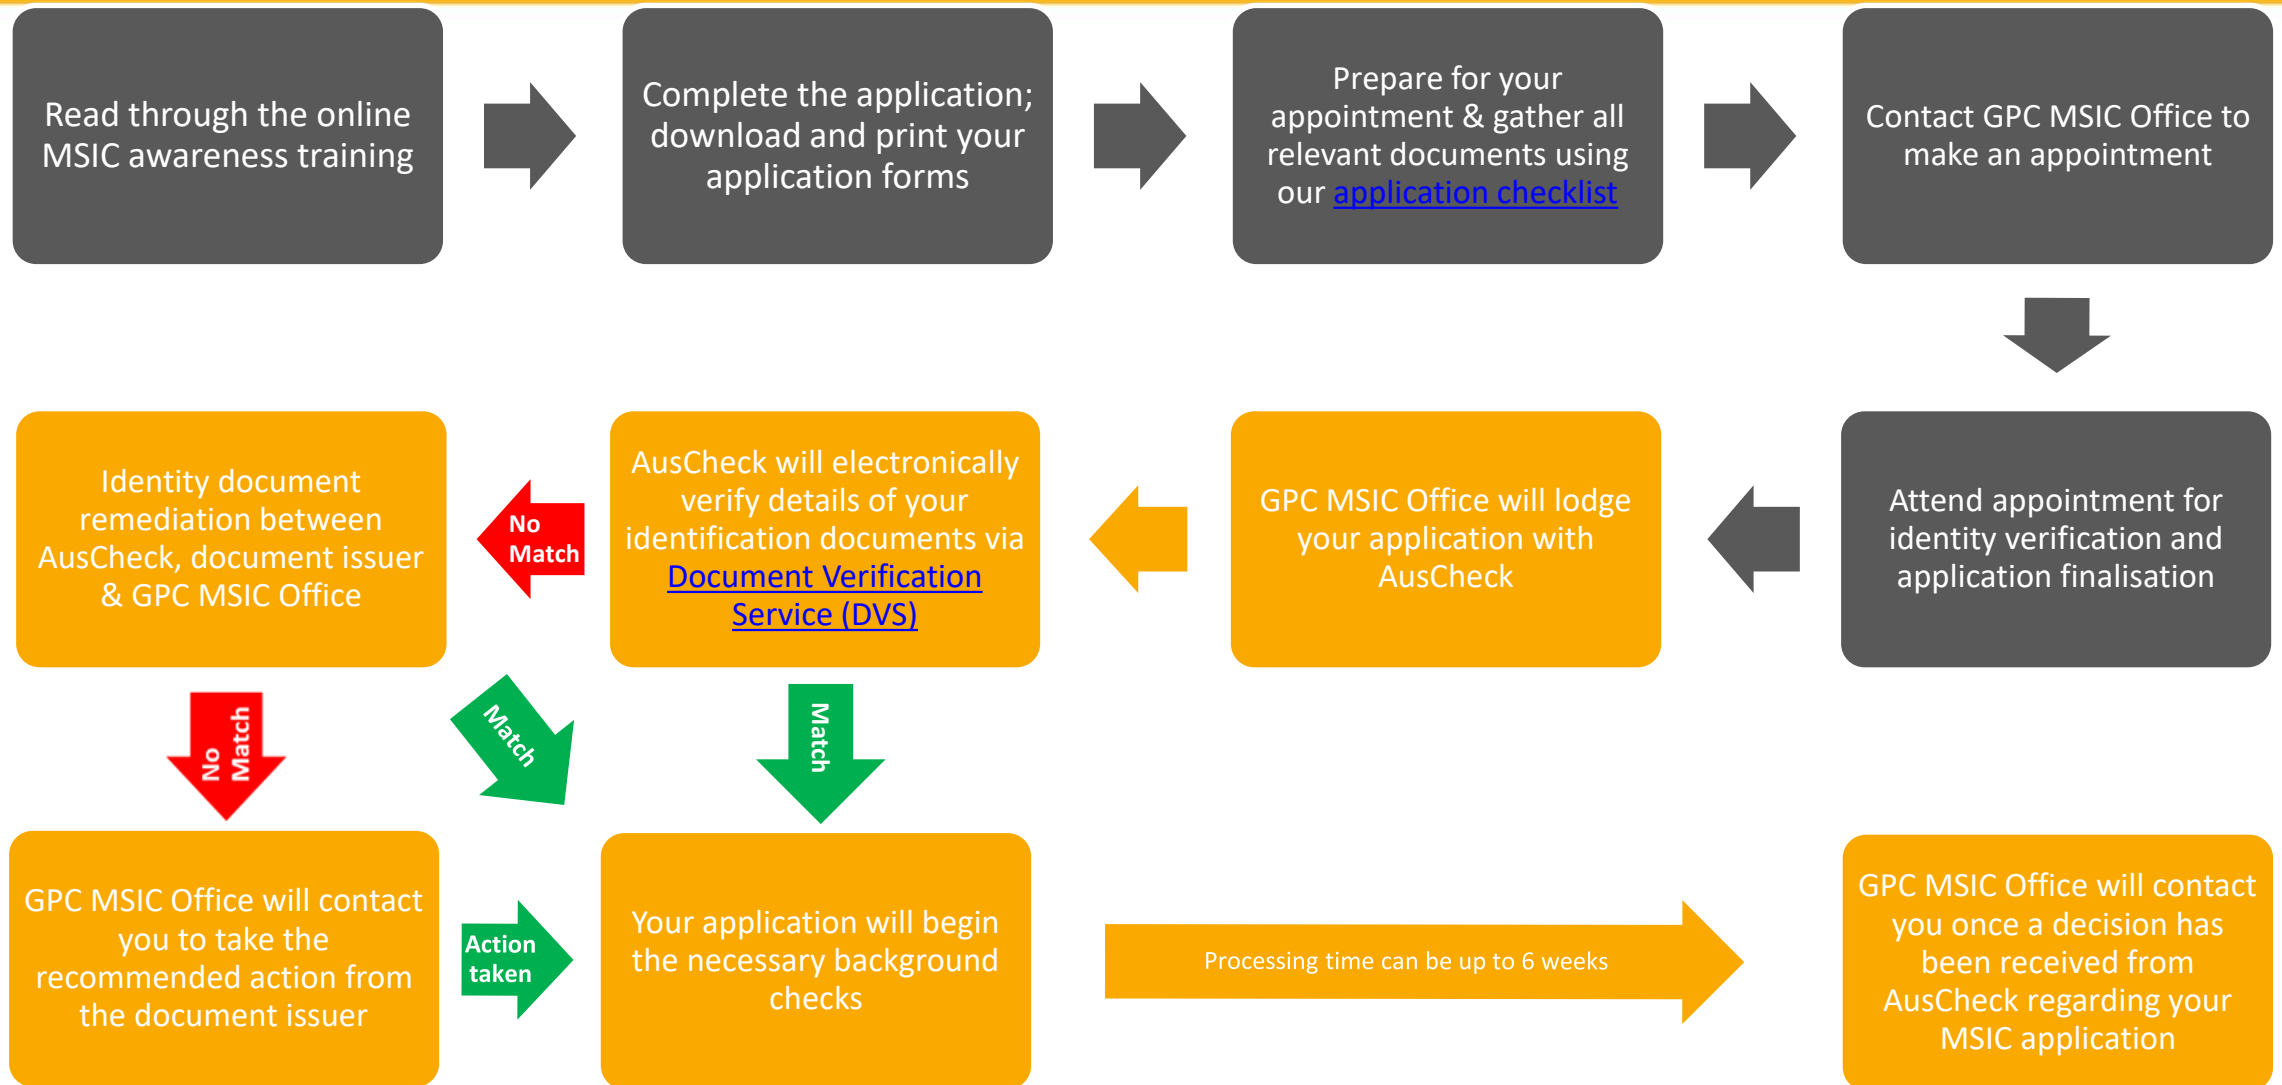 Read through the online
MSIC awareness training
Complete the application;
download and print your
application forms
Prepare for your
appointment & gather all
relevant documents using
our application checklist
Contact GPC MSIC Office to
make an appointment
Attend appointment for
identity verification and
application finalisation
GPC MSIC Office will lodge
your application with
AusCheck
AusCheck will electronically
verify details of your
identification documents via
Document Verification
Service (DVS)
No
Match
Identity document
remediation between
AusCheck, document issuer
& GPC MSIC Office
No
Match
Match
Match
GPC MSIC Office will contact
you to take the
recommended action from
the document issuer
Action
taken
Your application will begin
the necessary background
checks
Processing time can be up to 6 weeks
GPC MSIC Office will contact
you once a decision has
been received from
AusCheck regarding your
MSIC application